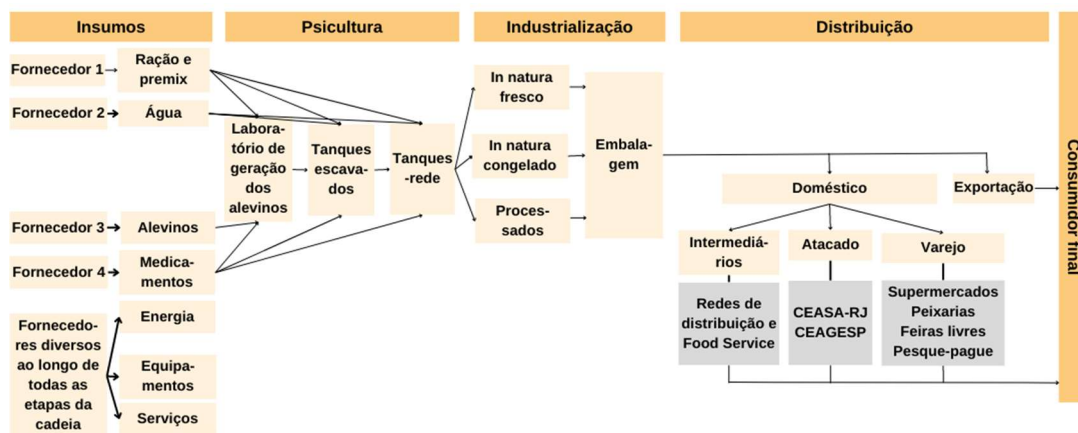 Insumos
Psicultura
Industrialização
Distribuição
Consumidor final
Fornecedor 1
Ração e
premix
Fornecedor 2
Água
Fornecedor 3
Alevinos
Fornecedor 4
Medica-
mentos
Fornecedo-
res diversos
ao longo de
todas as
etapas da
cadeia
Energia
Equipa-
mentos
Serviços
Labora-
tório de
geração
dos
alevinos
Tanques
escava-
dos
Tanques
-rede
In natura
fresco
In natura
congelado
Proces-
sados
Embala-
gem
Doméstico
Exportação
Intermediá-
rios
Atacado
Varejo
Redes de
distribuição e
Food Service
CEASA-RJ
CEAGESP
Supermercados
Peixarias
Feiras livres
Pesque-pague